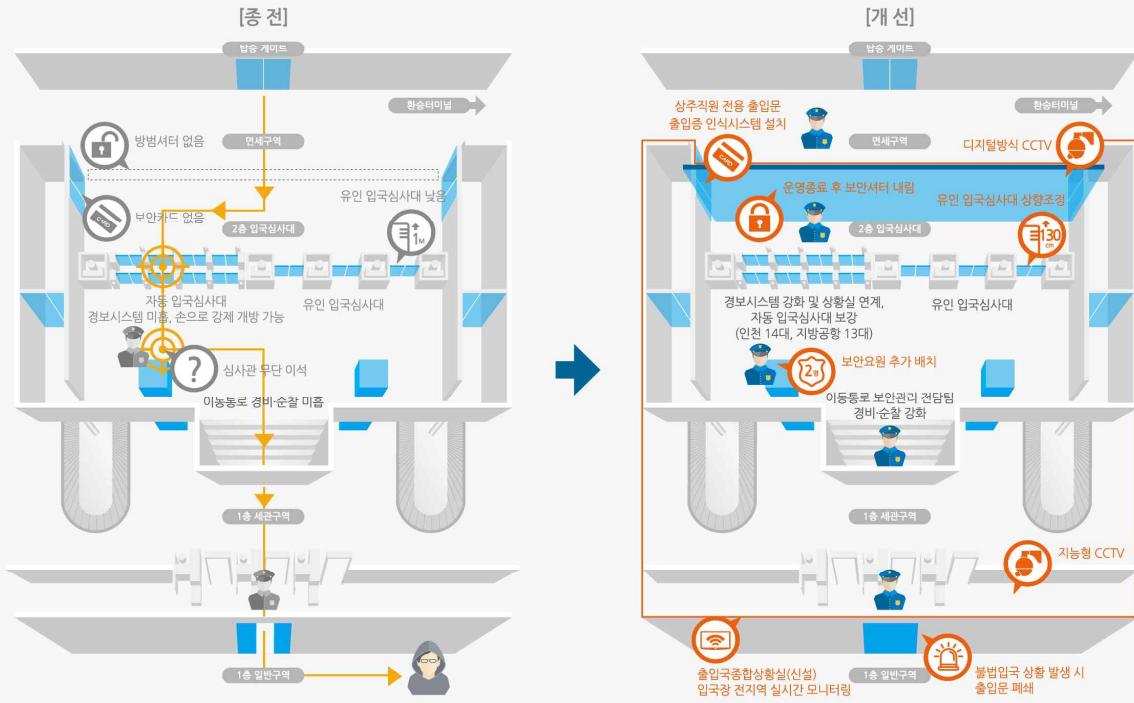 [종 전]
탑승 게이트
환승터미널
방범셔터 없음
면세구역
유인 입국심사대 낮음
보안카드 없음
2층 입국심사대
1M
자동 입국심사대
경보시스템 미흡, 손으로 강제 개방 가능
유인 입국심사대
?
심사관 무단 이석
이동통로 경비·순찰 미흡
1층 세관구역
1층 일반구역
[개 선]
탑승 게이트
환승터미널
상주직원 전용 출입문
출입증 인식시스템 설치
CARD
면세구역
디지털방식 CCTV
운영종료 후 보안셔터 내림
유인 입국심사대 상향조정
2층 입국심사대
130
cm
경보시스템 강화 및 상황실 연계,
자동 입국심사대 보강
(인천 14대, 지방공항 13대)
유인 입국심사대
2명
보안요원 추가 배치
이동통로 보안관리 전담팀
경비·순찰 강화
1층 세관구역
지능형 CCTV
출입국종합상황실(신설)
입국장 전지역 실시간 모니터링
1층 일반구역
불법입국 상황 발생 시
출입문 폐쇄